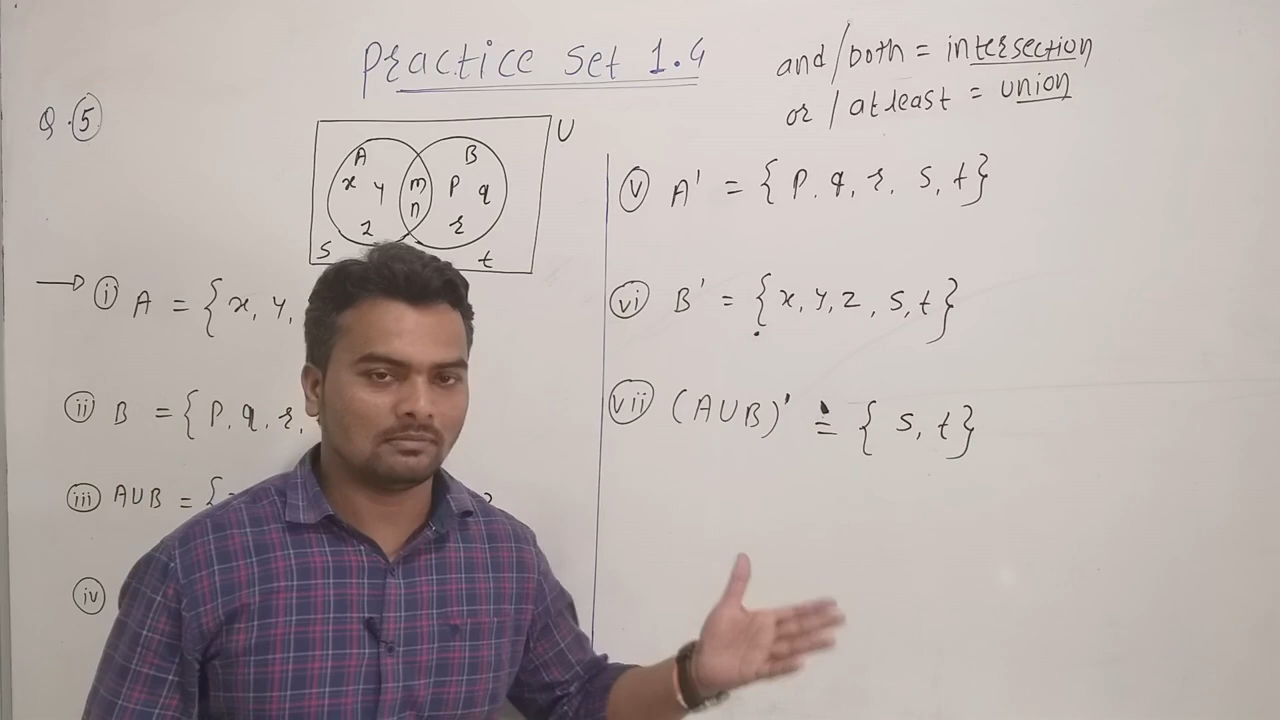 Practice Set 1.4
and/both = intersection
or / atleast = union
Q.5
U
A B
x y m p q
z n r
s t
i A = {x, y,
ii B = {p, q, r,
iii AUB = {
iv
v A' = {p, q, r, s, t}
vi B' = {x, y, z, s, t}
vii (AUB)' = {s, t}